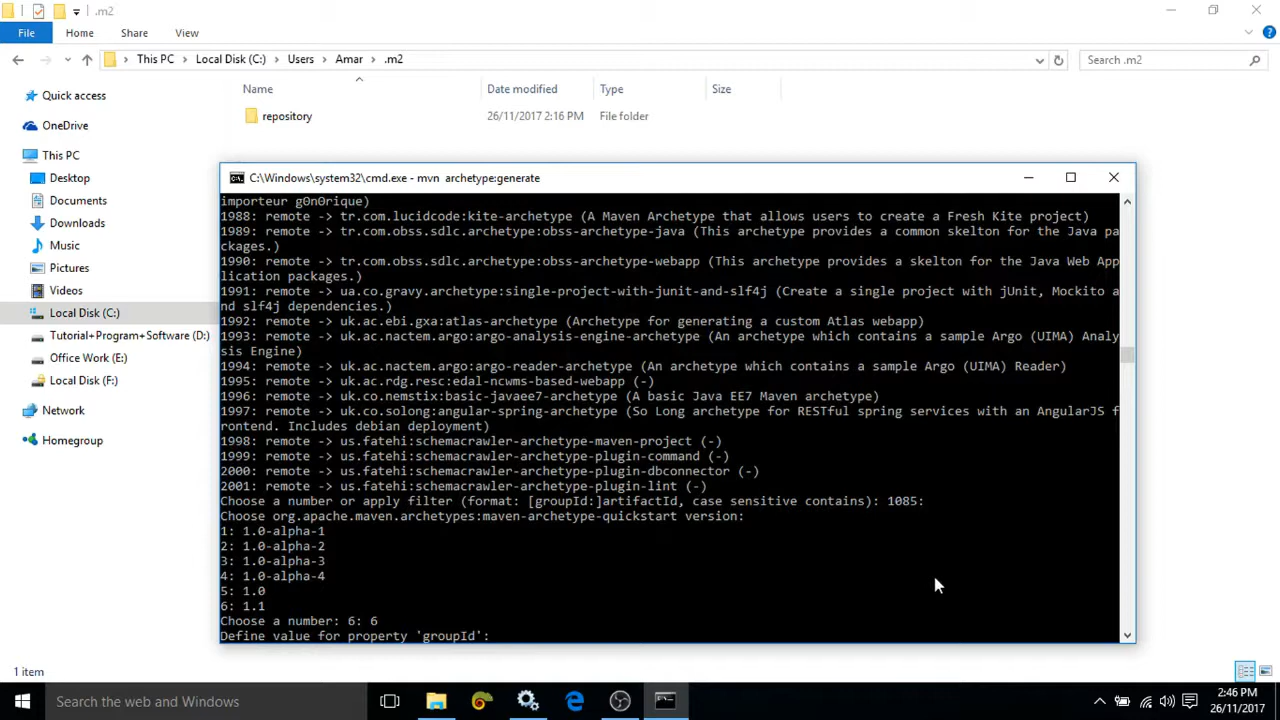 .m2
File
Home
Share
View
This PC
Local Disk (C:)
Users
Amar
.m2
Search .m2
Name
Date modified
Type
Size
repository
26/11/2017 2:16 PM
File folder
Quick access
OneDrive
This PC
Desktop
Documents
Downloads
Music
Pictures
Videos
Local Disk (C:)
Tutorial+Program+Software (D:)
Office Work (E:)
Local Disk (F:)
Network
Homegroup
C:\Windows\system32\cmd.exe - mvn  archetype:generate
importeur g0n0rique)
1988: remote -> tr.com.lucidcode:kite-archetype (A Maven Archetype that allows users to create a Fresh Kite project)
1989: remote -> tr.com.obss.sdlc.archetype:obss-archetype-java (This archetype provides a common skelton for the Java pa
ckages.)
1990: remote -> tr.com.obss.sdlc.archetype:obss-archetype-webapp (This archetype provides a skelton for the Java Web App
lication packages.)
1991: remote -> ua.co.gravy.archetype:single-project-with-junit-and-slf4j (Create a single project with jUnit, Mockito a
nd slf4j dependencies.)
1992: remote -> uk.ac.ebi.gxa:atlas-archetype (Archetype for generating a custom Atlas webapp)
1993: remote -> uk.ac.nactem.argo:argo-analysis-engine-archetype (An archetype which contains a sample Argo (UIMA) Analy
sis Engine)
1994: remote -> uk.ac.nactem.argo:argo-reader-archetype (An archetype which contains a sample Argo (UIMA) Reader)
1995: remote -> uk.ac.rdg.resc:edal-ncwms-based-webapp (-)
1996: remote -> uk.co.nemstix:basic-javaee7-archetype (A basic Java EE7 Maven archetype)
1997: remote -> uk.co.solong:angular-spring-archetype (So Long archetype for RESTful spring services with an AngularJS f
rontend. Includes debian deployment)
1998: remote -> us.fatehi:schemacrawler-archetype-maven-project (-)
1999: remote -> us.fatehi:schemacrawler-archetype-plugin-command (-)
2000: remote -> us.fatehi:schemacrawler-archetype-plugin-dbconnector (-)
2001: remote -> us.fatehi:schemacrawler-archetype-plugin-lint (-)
Choose a number or apply filter (format: [groupId:]artifactId, case sensitive contains): 1085:
Choose org.apache.maven.archetypes:maven-archetype-quickstart version:
1: 1.0-alpha-1
2: 1.0-alpha-2
3: 1.0-alpha-3
4: 1.0-alpha-4
5: 1.0
6: 1.1
Choose a number: 6: 6
Define value for property 'groupId':
1 item
Search the web and Windows
2:46 PM
26/11/2017